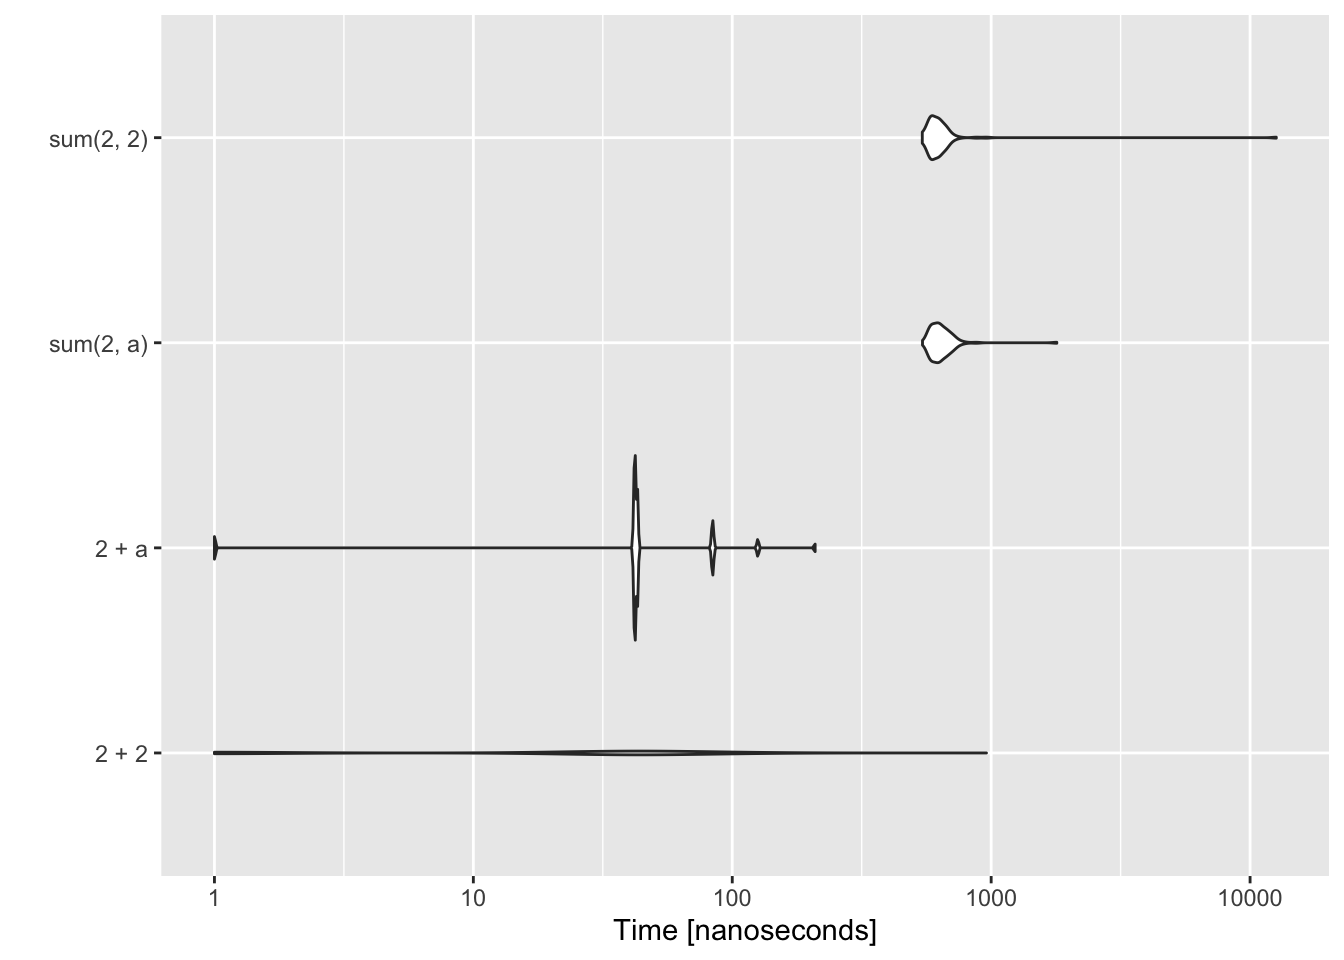 sum(2, 2)
sum(2, a)
2 + a
2 + 2
1 10 100 1000 10000
Time [nanoseconds]